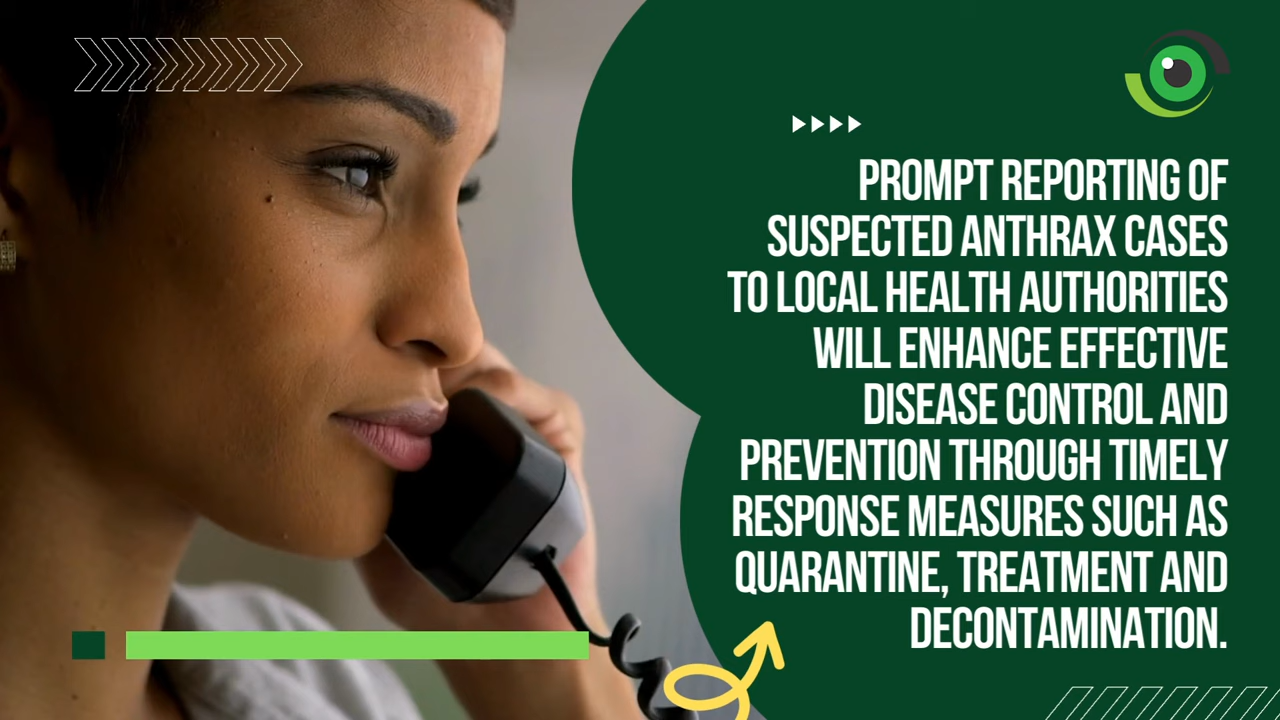 PROMPT REPORTING OF
SUSPECTED ANTHRAX CASES
TO LOCAL HEALTH AUTHORITIES
WILL ENHANCE EFFECTIVE
DISEASE CONTROL AND
PREVENTION THROUGH TIMELY
RESPONSE MEASURES SUCH AS
QUARANTINE, TREATMENT AND
DECONTAMINATION.